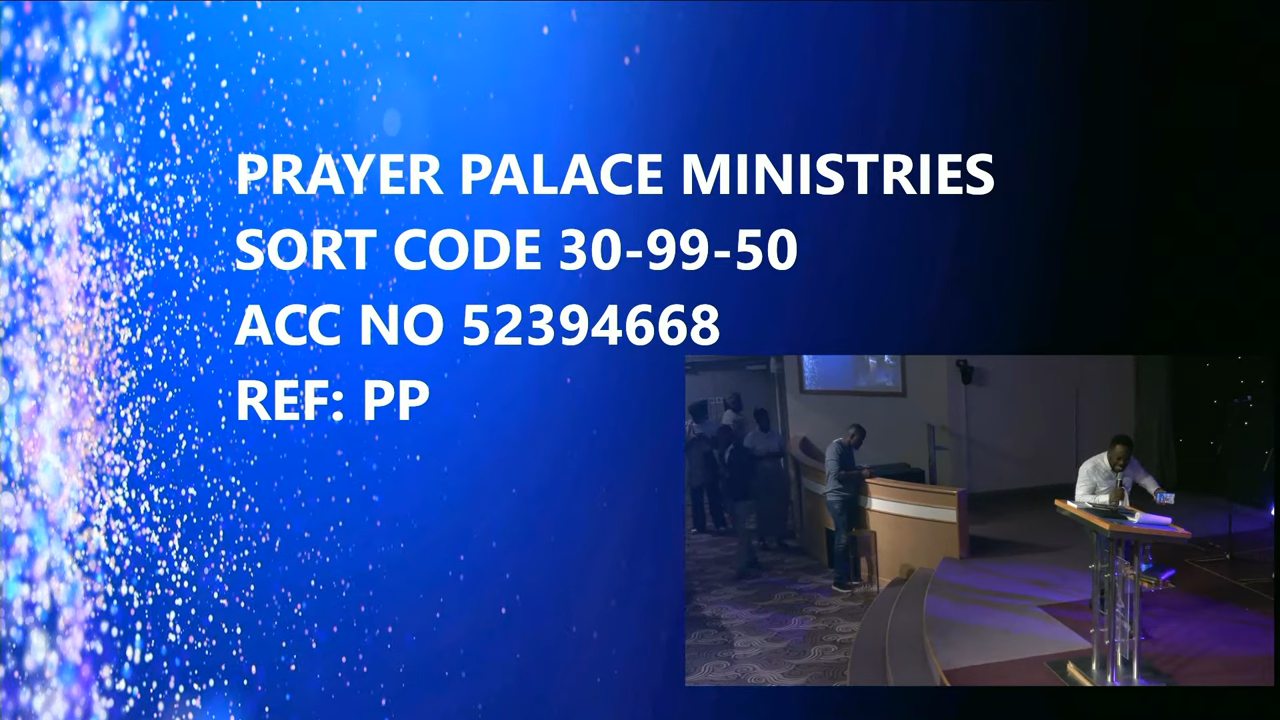 PRAYER PALACE MINISTRIES
SORT CODE 30-99-50
ACC NO 52394668
REF: PP